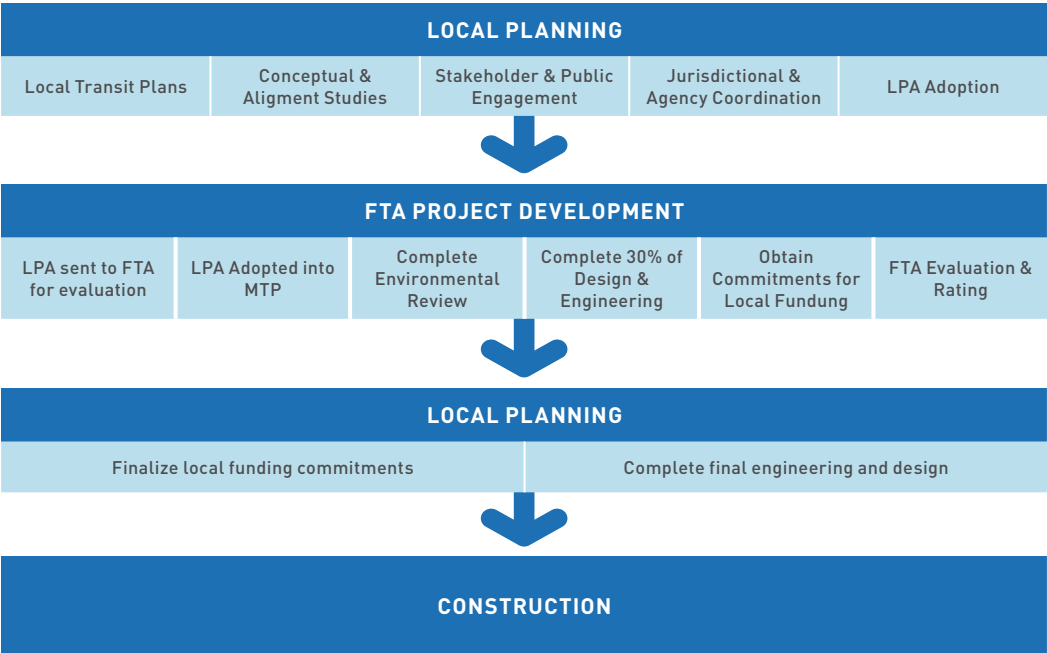 LOCAL PLANNING
Local Transit Plans
Conceptual &
Aligment Studies
Stakeholder & Public
Engagement
Jurisdictional &
Agency Coordination
LPA Adoption
FTA PROJECT DEVELOPMENT
LPA sent to FTA
for evaluation
LPA Adopted into
MTP
Complete
Environmental
Review
Complete 30% of
Design &
Engineering
Obtain
Commitments for
Local Fundung
FTA Evaluation &
Rating
LOCAL PLANNING
Finalize local funding commitments
Complete final engineering and design
CONSTRUCTION